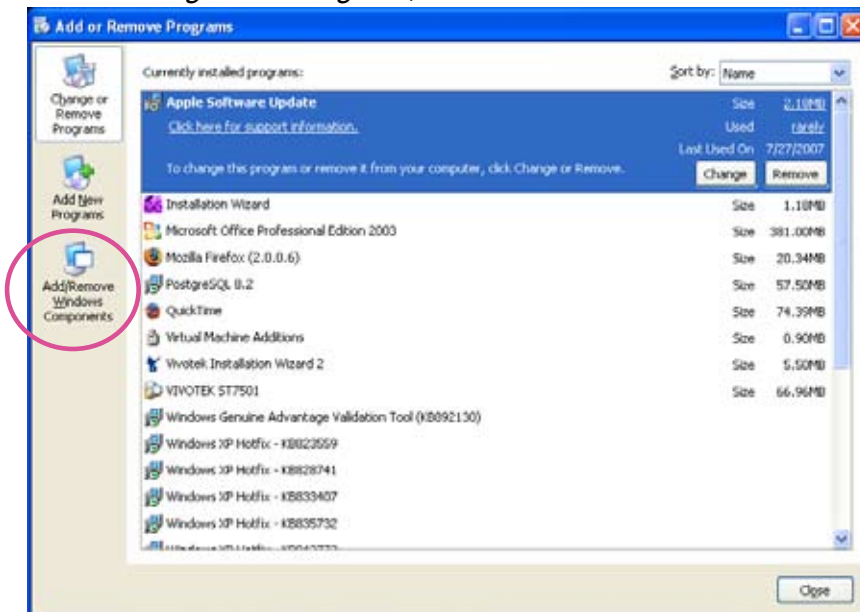 Add or Remove Programs
Change or
Remove
Programs
Add New
Programs
Add/Remove
Windows
Components
Currently installed programs:
Sort by: Name
Apple Software Update
Size 2.18MB
Click here for support information.
Used rarely
Last Used On 7/27/2007
To change this program or remove it from your computer, click Change or Remove.
Change Remove
Installation Wizard Size 1.18MB
Microsoft Office Professional Edition 2003 Size 381.00MB
Mozilla Firefox (2.0.0.6) Size 20.34MB
PostgreSQL 8.2 Size 57.50MB
QuickTime Size 74.39MB
Virtual Machine Additions Size 0.90MB
Vivotek Installation Wizard 2 Size 5.50MB
VIVOTEK ST7501 Size 66.96MB
Windows Genuine Advantage Validation Tool (KB892130)
Windows XP Hotfix - KB823559
Windows XP Hotfix - KB828741
Windows XP Hotfix - KB833407
Windows XP Hotfix - KB835732
Close